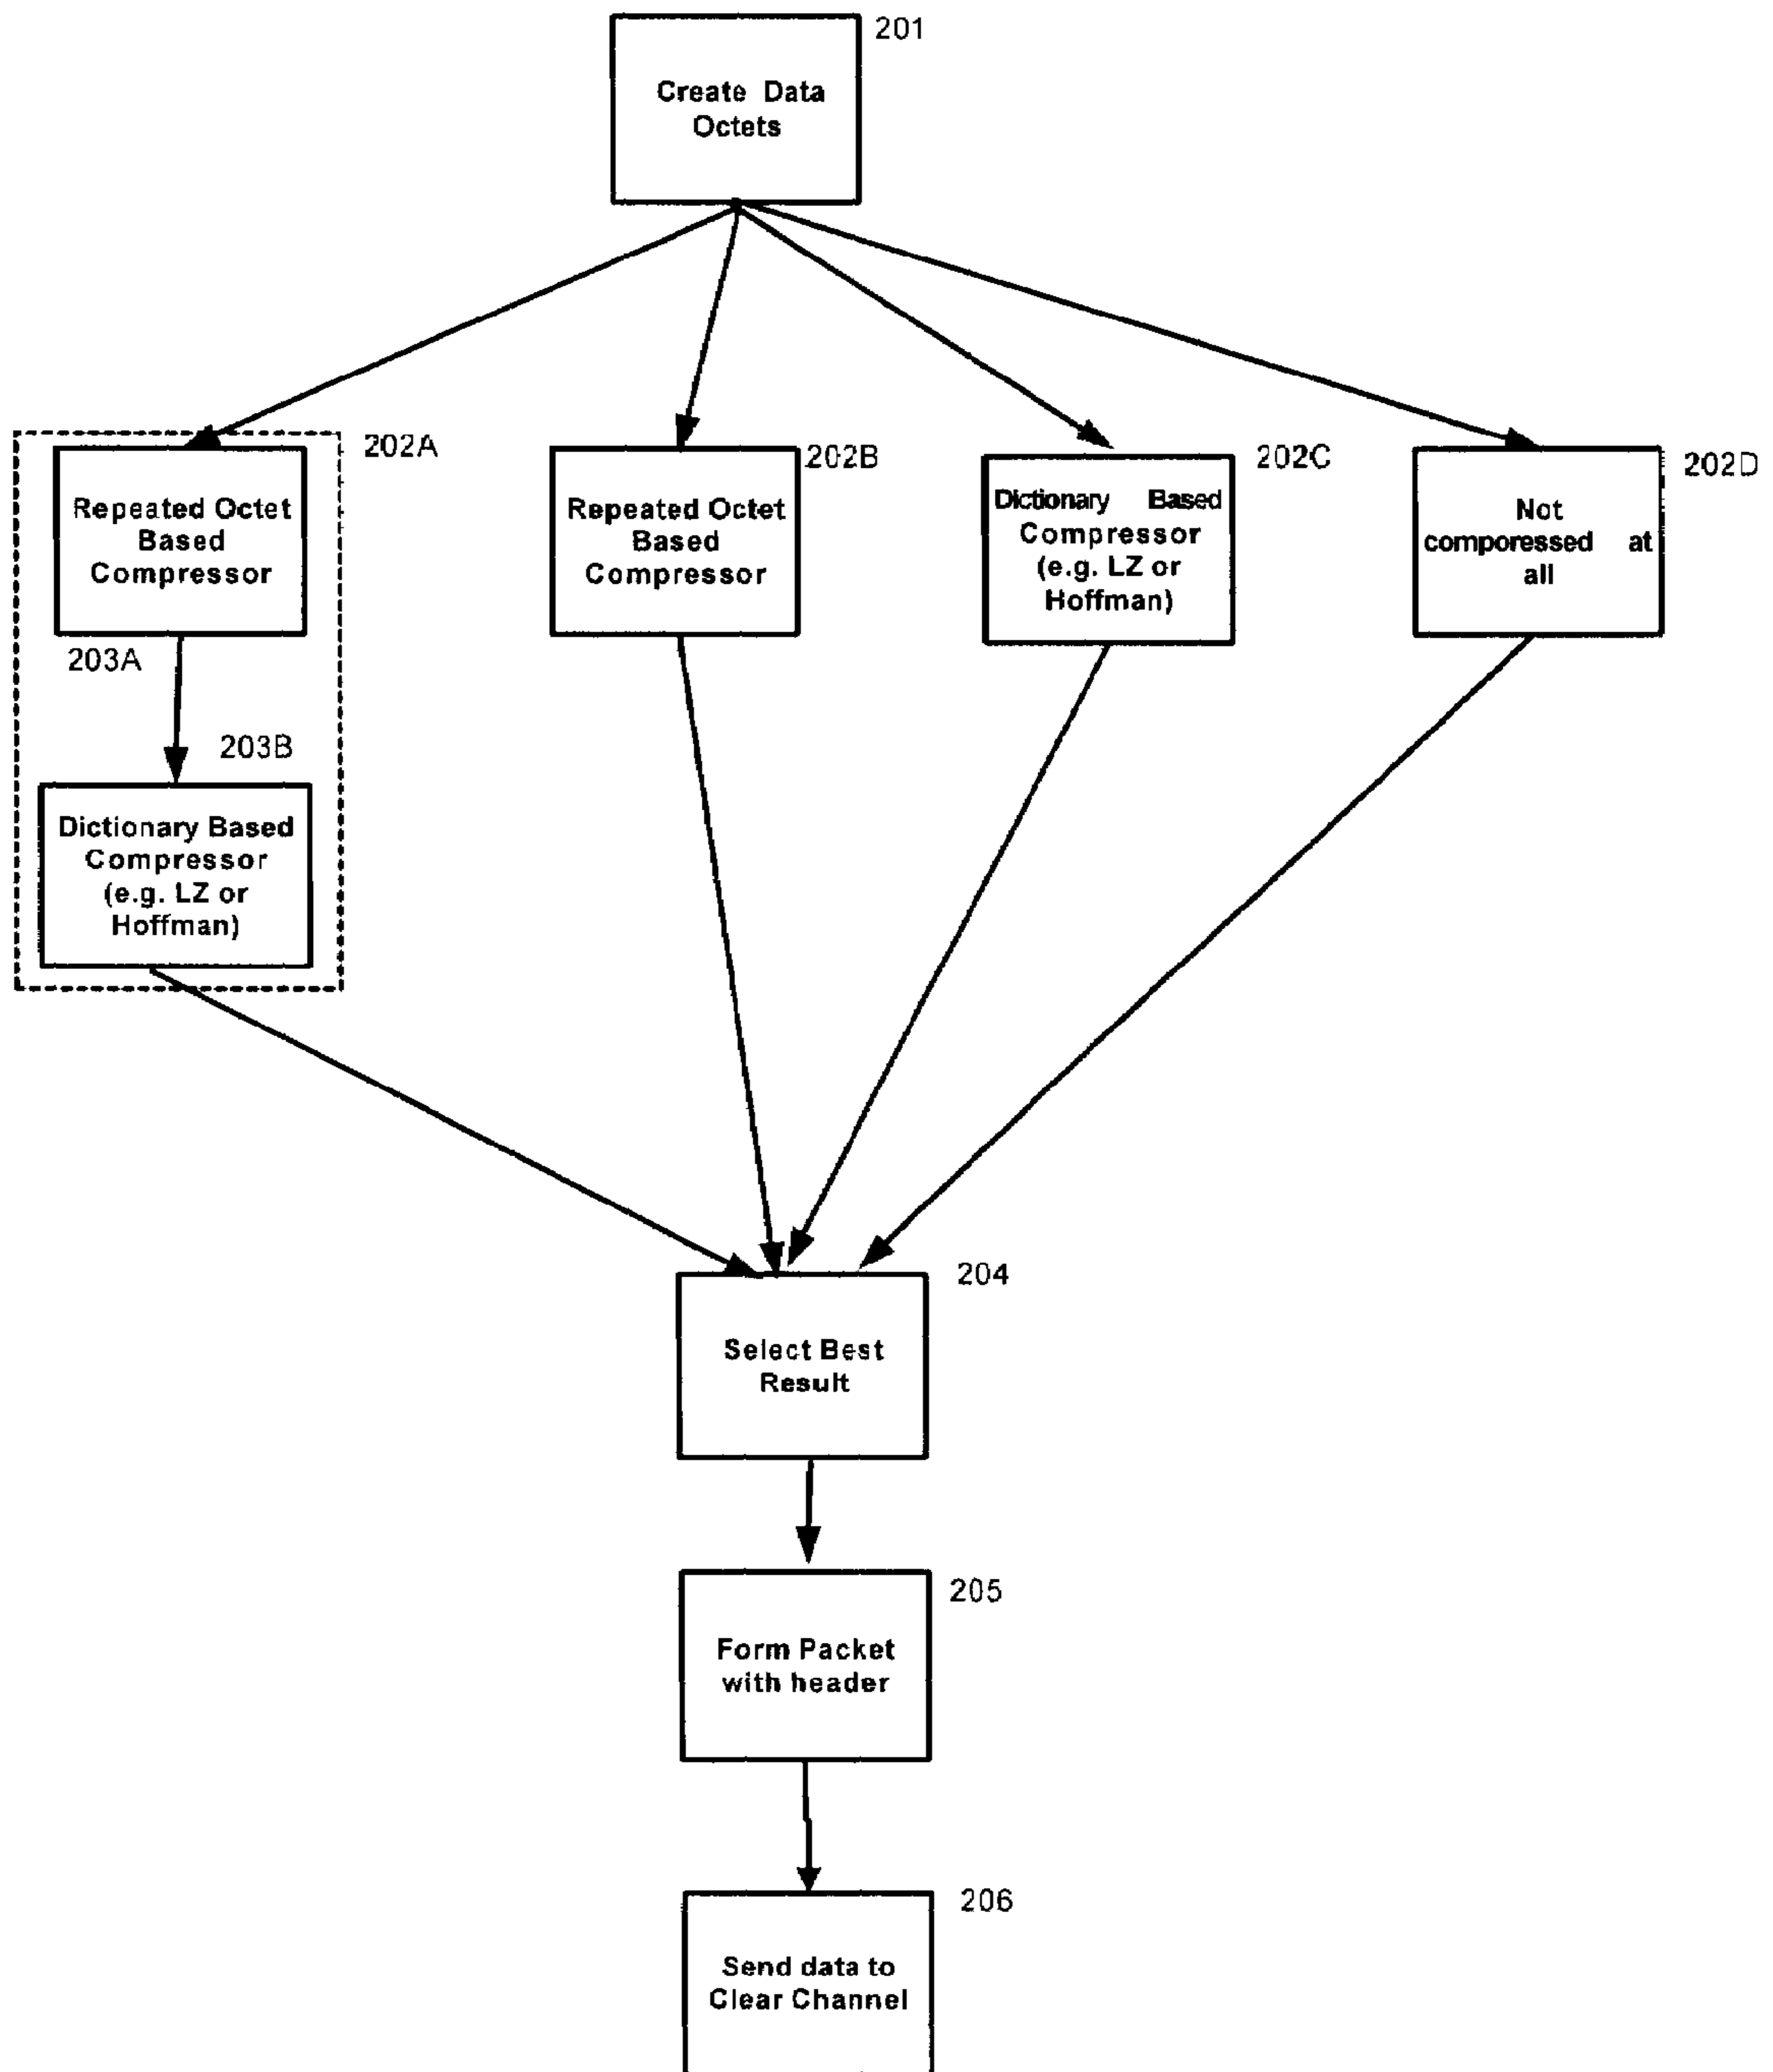 201
Create Data
Octets
202A
Repeated Octet
Based
Compressor
203A
203B
Dictionary Based
Compressor
(e.g. LZ or
Hoffman)
202B
Repeated Octet
Based
Compressor
202C
Dictionary Based
Compressor
(e.g. LZ or
Hoffman)
202D
Not
comporessed at
all
204
Select Best
Result
205
Form Packet
with header
206
Send data to
Clear Channel